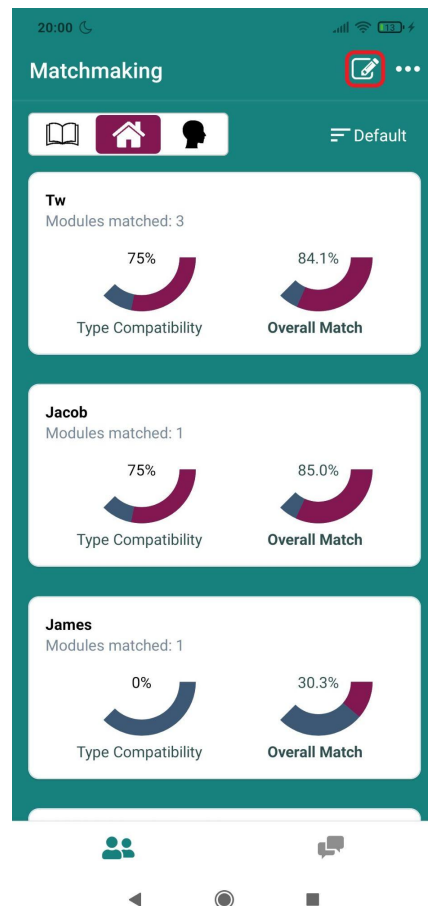 20:00
13
Matchmaking
Default
Tw
Modules matched: 3
75%
84.1%
Type Compatibility
Overall Match
Jacob
Modules matched: 1
75%
85.0%
Type Compatibility
Overall Match
James
Modules matched: 1
0%
30.3%
Type Compatibility
Overall Match